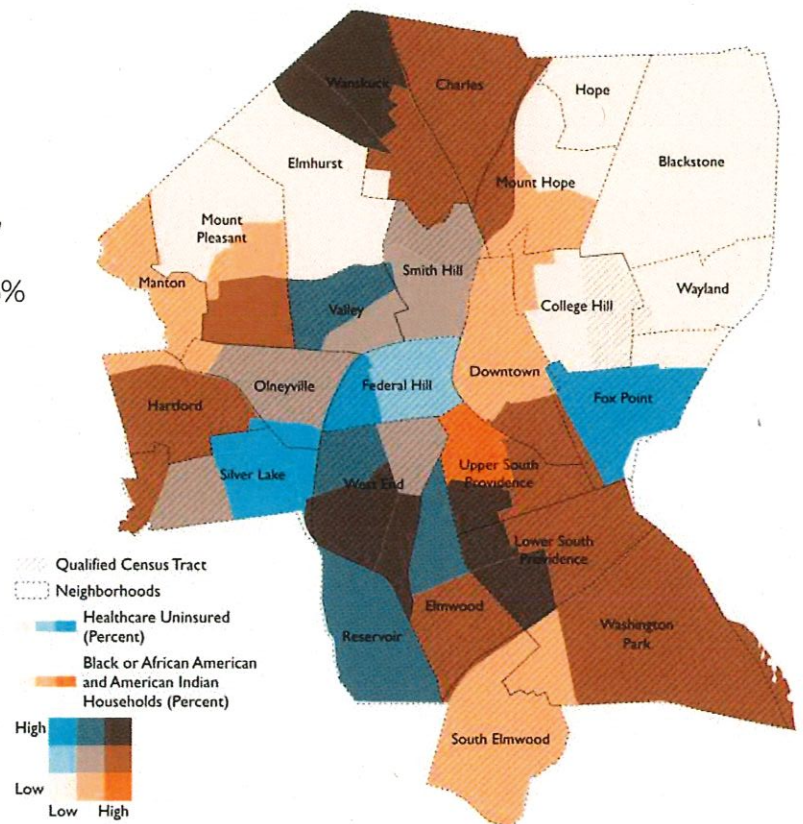 %
Wanskuck
Charles
Hope
Elmhurst
Blackstone
Mount Hope
Mount
Pleasant
Smith Hill
Manton
Wayland
College Hill
Valley
Downtown
Olneyville
Federal Hill
Fox Point
Hartford
Silver Lake
West End
Upper South
Providence
Lower South
Providence
Qualified Census Tract
Neighborhoods
Elmwood
Healthcare Uninsured
(Percent)
Washington
Park
Reservoir
Black or African American
and American Indian
Households (Percent)
High
South Elmwood
Low
Low High